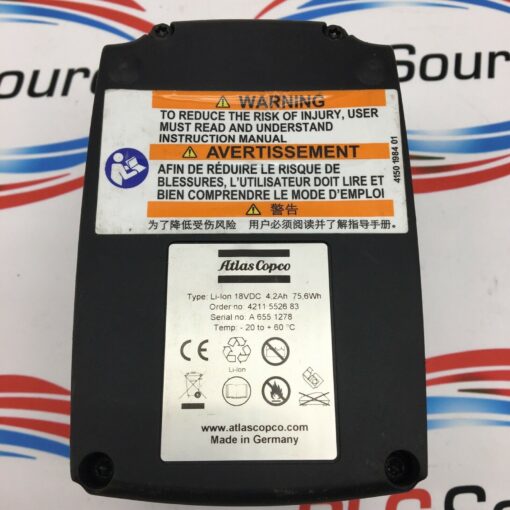 Source
Sour
WARNING
TO REDUCE THE RISK OF INJURY, USER
MUST READ AND UNDERSTAND
INSTRUCTION MANUAL
AVERTISSEMENT
AFIN DE RÉDUIRE LE RISQUE DE
BLESSURES, L'UTILISATEUR DOIT LIRE ET
BIEN COMPRENDRE LE MODE D'EMPLOI
警告
为了降低受伤风险 用户必须阅读并了解指导手册。
4150 1984 01
Atlas Copco
Type: Li-Ion 18VDC 4.2Ah 75,6Wh
Order no. 4211 5526 83
Serial no: A 655 1278
Temp: - 20 to + 60 °C
CE
Li-Ion
www.atlascopco.com
Made in Germany